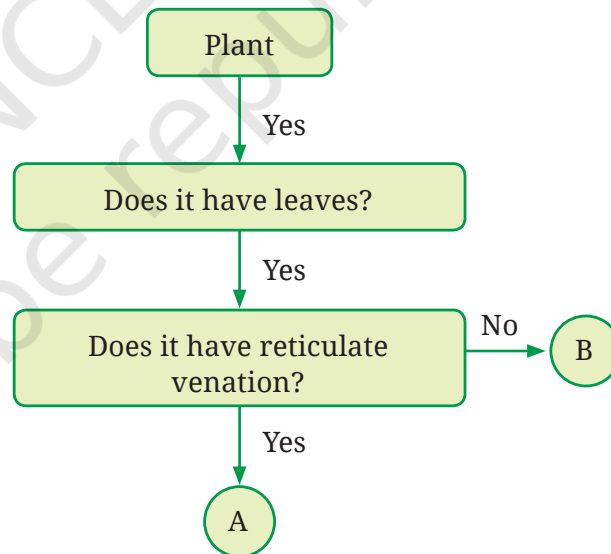 Plant
Yes
Does it have leaves?
Yes
Does it have reticulate
venation?
No
B
Yes
A